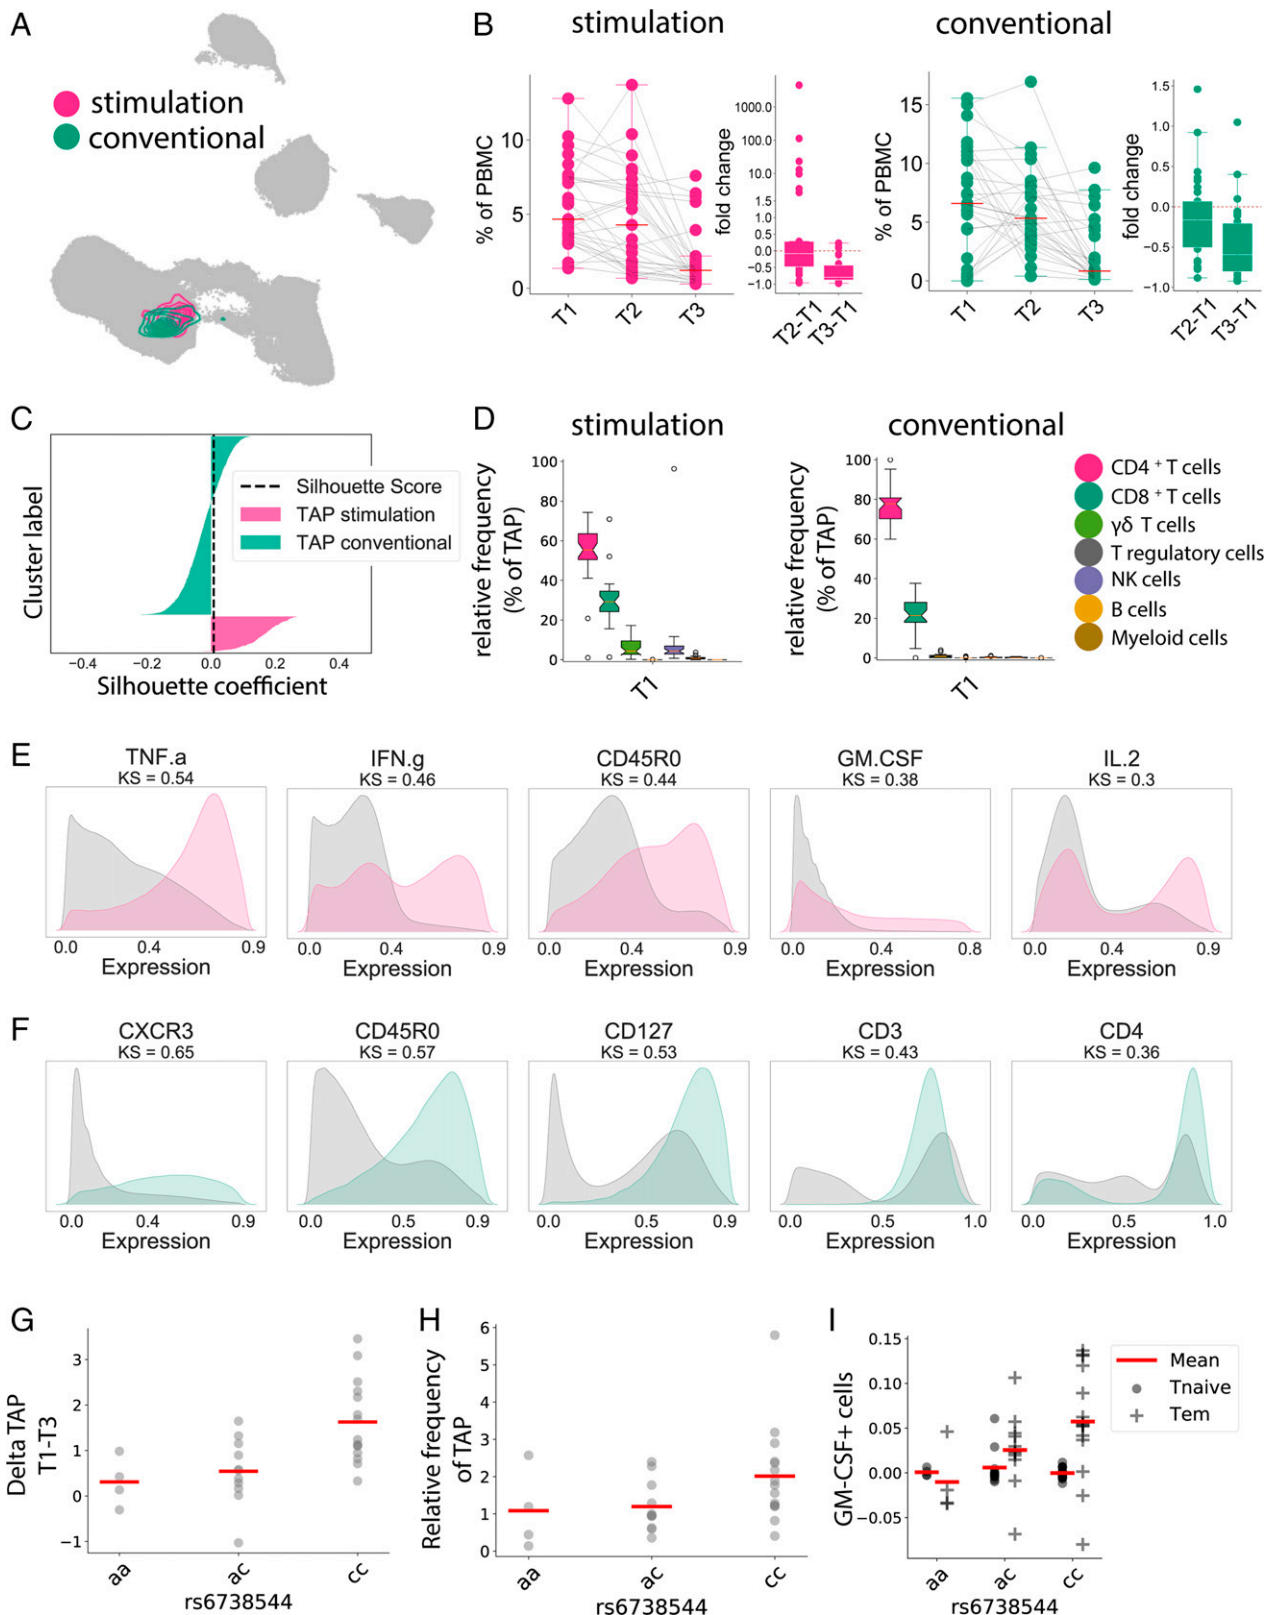 A
stimulation
conventional
B
stimulation
conventional
% of PBMC
10
5
0
T1
T2
T3
fold change
1000.0
100.0
10.0
1.5
1.0
0.5
0.0
−0.5
−1.0
T2-T1
T3-T1
% of PBMC
15
10
5
0
T1
T2
T3
fold change
1.5
1.0
0.5
0.0
−0.5
−1.0
T2-T1
T3-T1
C
Cluster label
Silhouette Score
TAP stimulation
TAP conventional
−0.4
−0.2
0.0
0.2
0.4
Silhouette coefficient
D
stimulation
conventional
relative frequency
(% of TAP)
100
80
60
40
20
0
T1
relative frequency
(% of TAP)
100
80
60
40
20
0
T1
CD4 + T cells
CD8 + T cells
γδ T cells
T regulatory cells
NK cells
B cells
Myeloid cells
E
TNF.a
KS = 0.54
0.0 0.4 0.9
Expression
IFN.g
KS = 0.46
0.0 0.4 0.9
Expression
CD45R0
KS = 0.44
0.0 0.4 0.9
Expression
GM.CSF
KS = 0.38
0.0 0.4 0.8
Expression
IL.2
KS = 0.3
0.0 0.4 0.9
Expression
F
CXCR3
KS = 0.65
0.0 0.4 0.9
Expression
CD45R0
KS = 0.57
0.0 0.5 0.9
Expression
CD127
KS = 0.53
0.0 0.5 0.9
Expression
CD3
KS = 0.43
0.0 0.5 1.0
Expression
CD4
KS = 0.36
0.0 0.5 1.0
Expression
G
Delta TAP
T1-T3
3
2
1
0
−1
aa
ac
cc
rs6738544
H
Relative frequency
of TAP
6
5
4
3
2
1
0
aa
ac
cc
rs6738544
I
GM-CSF+ cells
0.15
0.10
0.05
0.00
−0.05
aa
ac
cc
rs6738544
Mean
Tnaive
Tem